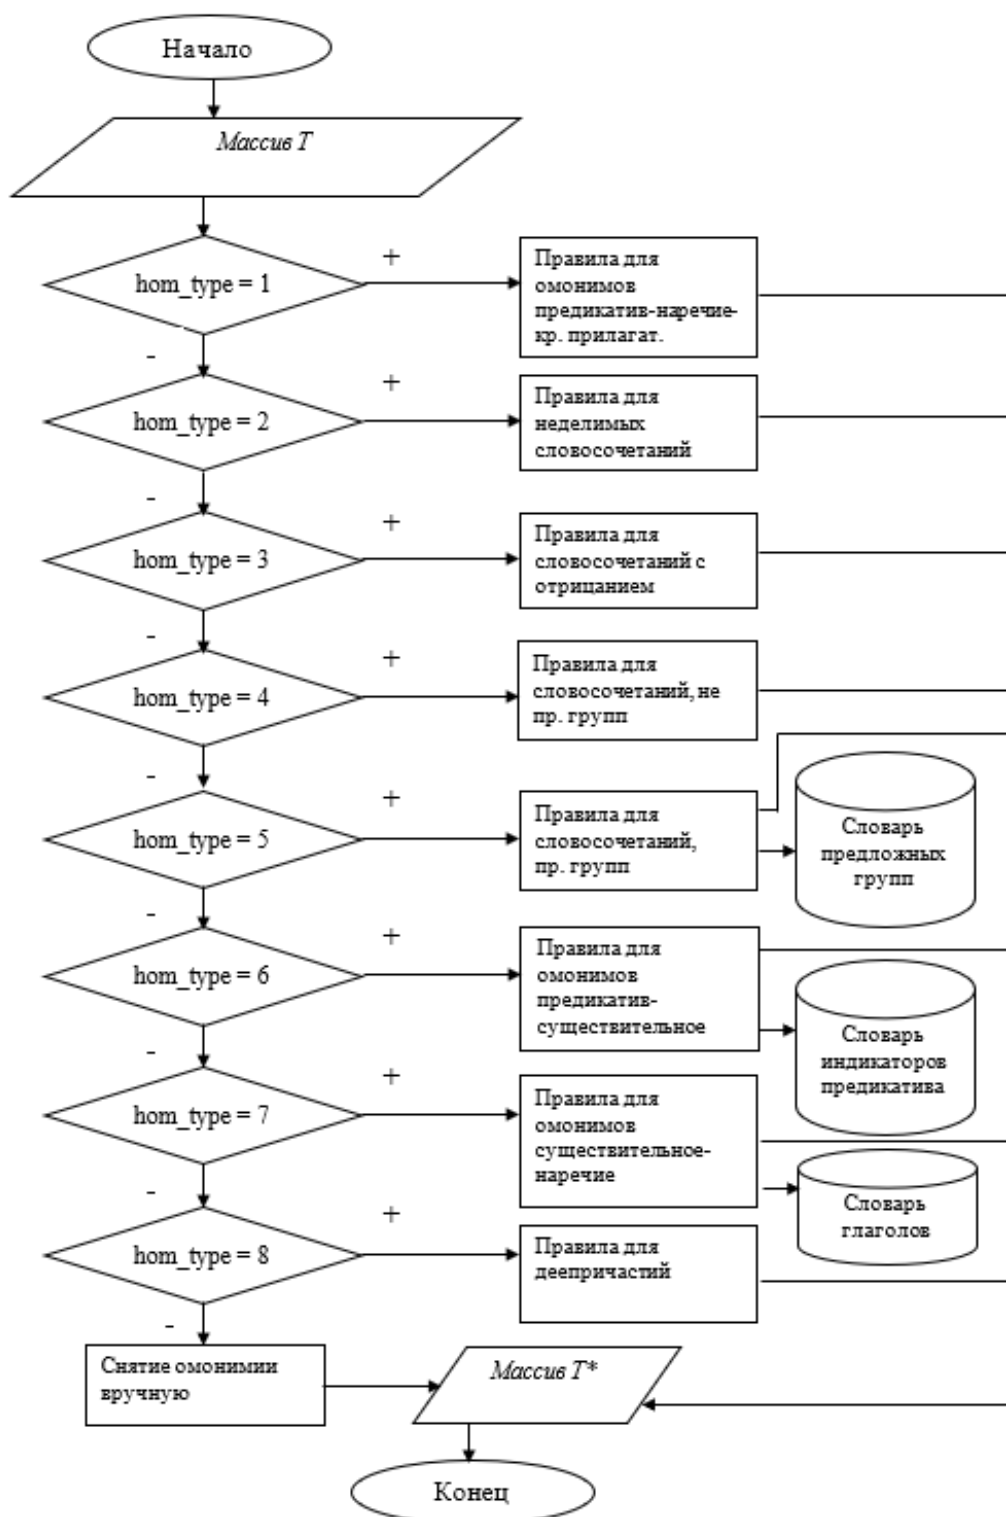 Начало
Массив Т
hom_type = 1
+
-
Правила для
омонимов
предикатив-наречие-
кр. прилагат.
hom_type = 2
+
-
Правила для
неделимых
словосочетаний
hom_type = 3
+
-
Правила для
словосочетаний с
отрицанием
hom_type = 4
+
-
Правила для
словосочетаний, не
пр. групп
hom_type = 5
+
-
Правила для
словосочетаний,
пр. групп
Словарь
предложных
групп
hom_type = 6
+
-
Правила для
омонимов
предикатив-
существительное
Словарь
индикаторов
предикатива
hom_type = 7
+
-
Правила для
омонимов
существительное-
наречие
Словарь
глаголов
hom_type = 8
+
-
Правила для
деепричастий
Снятие омонимии
вручную
Массив Т*
Конец